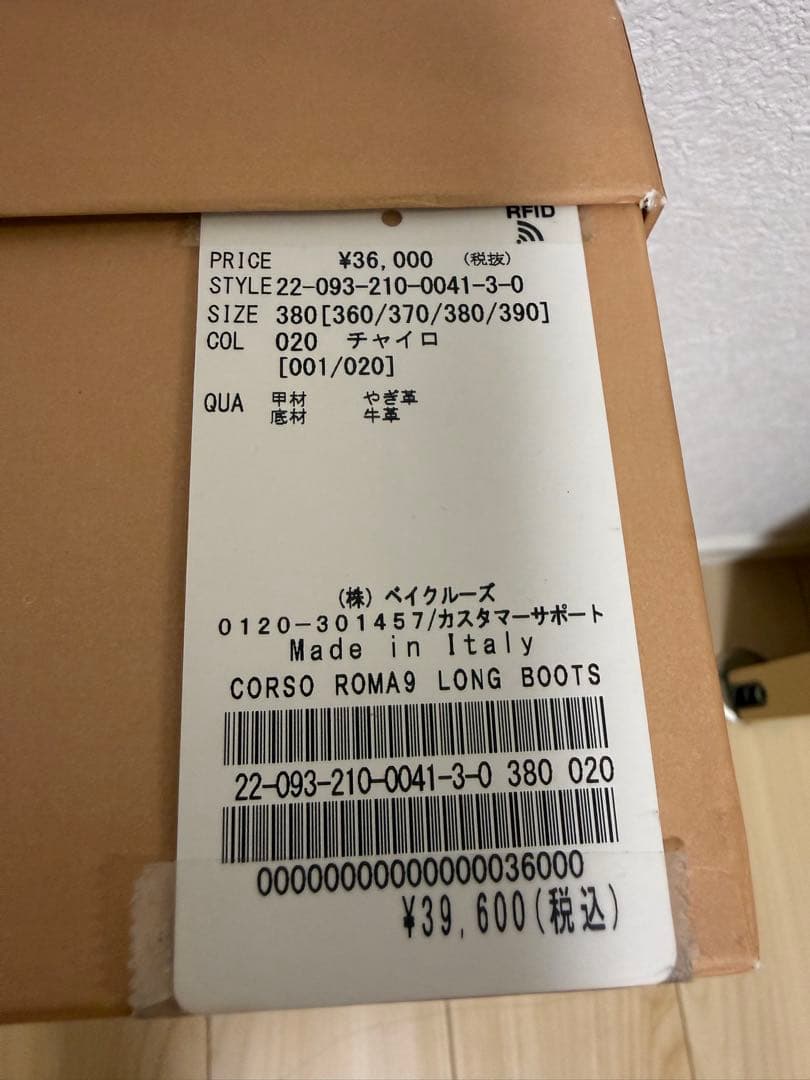 RFID
PRICE ¥36,000 (税抜)
STYLE 22-093-210-0041-3-0
SIZE 380[360/370/380/390]
COL 020 チャイロ
[001/020]
QUA 甲材 やぎ革
底材 牛革
(株) ベイクルーズ
0120-301457/カスタマーサポート
Made in Italy
CORSO ROMA9 LONG BOOTS
22-093-210-0041-3-0 380 020
00000000000000036000
¥39,600(税込)